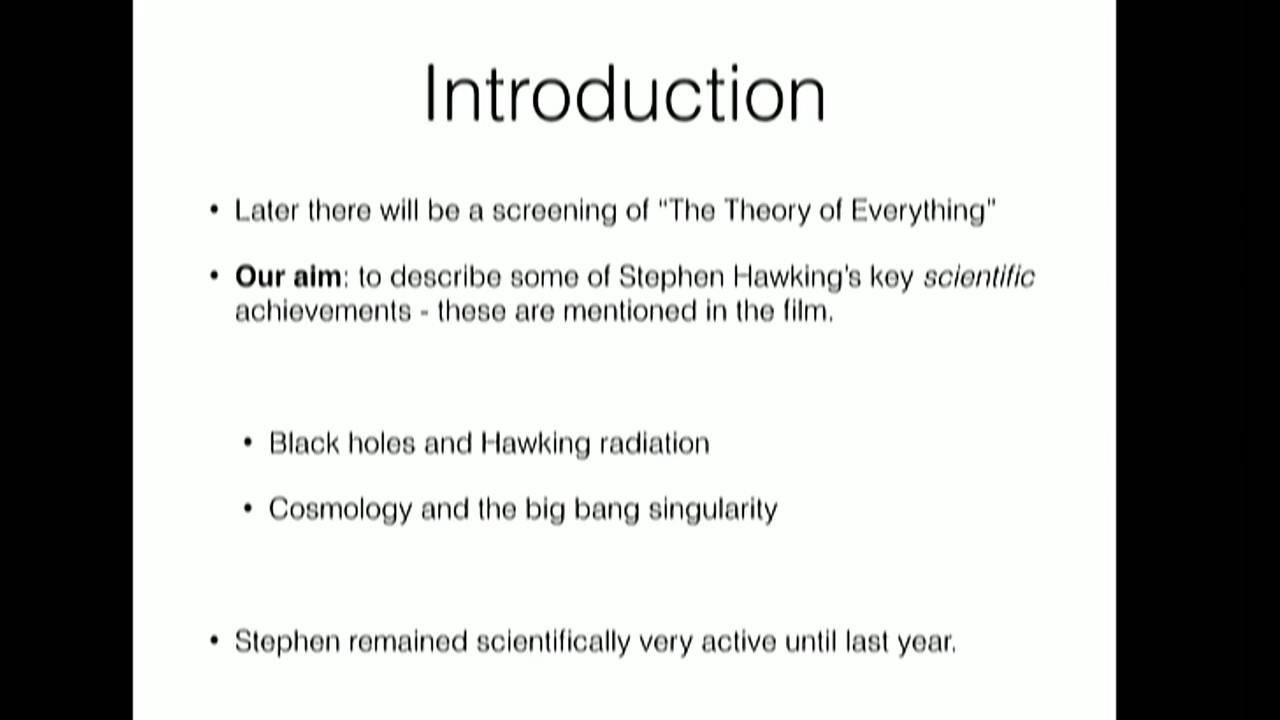 Introduction
• Later there will be a screening of "The Theory of Everything"
• Our aim: to describe some of Stephen Hawking's key scientific
achievements - these are mentioned in the film.
• Black holes and Hawking radiation
• Cosmology and the big bang singularity
• Stephen remained scientifically very active until last year.